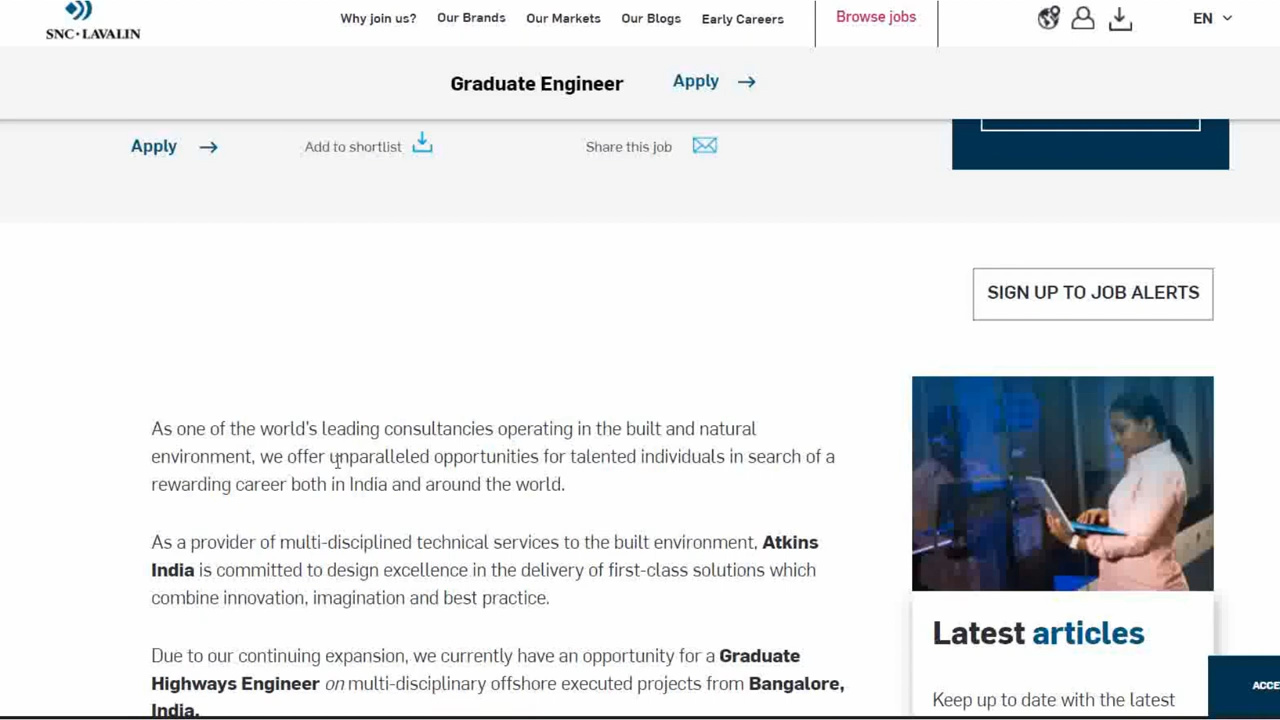 SNC·LAVALIN
Why join us? Our Brands Our Markets Our Blogs Early Careers Browse jobs EN
Graduate Engineer Apply
Apply Add to shortlist Share this job
SIGN UP TO JOB ALERTS
As one of the world's leading consultancies operating in the built and natural
environment, we offer unparalleled opportunities for talented individuals in search of a
rewarding career both in India and around the world.
As a provider of multi-disciplined technical services to the built environment, Atkins
India is committed to design excellence in the delivery of first-class solutions which
combine innovation, imagination and best practice.
Due to our continuing expansion, we currently have an opportunity for a Graduate
Highways Engineer on multi-disciplinary offshore executed projects from Bangalore,
India.
Latest articles
Keep up to date with the latest